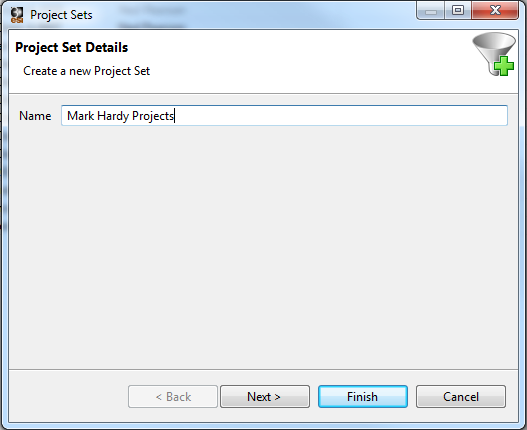 Project Sets
Project Set Details
Create a new Project Set
Name Mark Hardy Projects
< Back Next > Finish Cancel